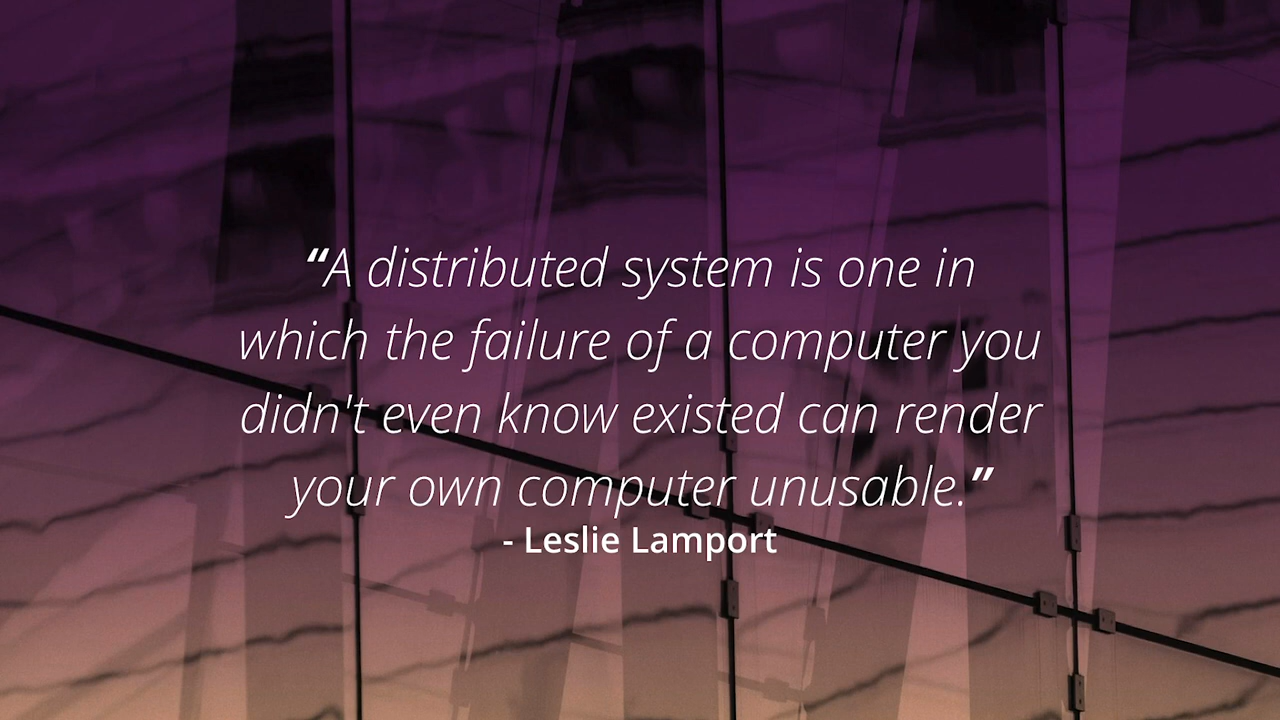 “A distributed system is one in
which the failure of a computer you
didn't even know existed can render
your own computer unusable.”
- Leslie Lamport